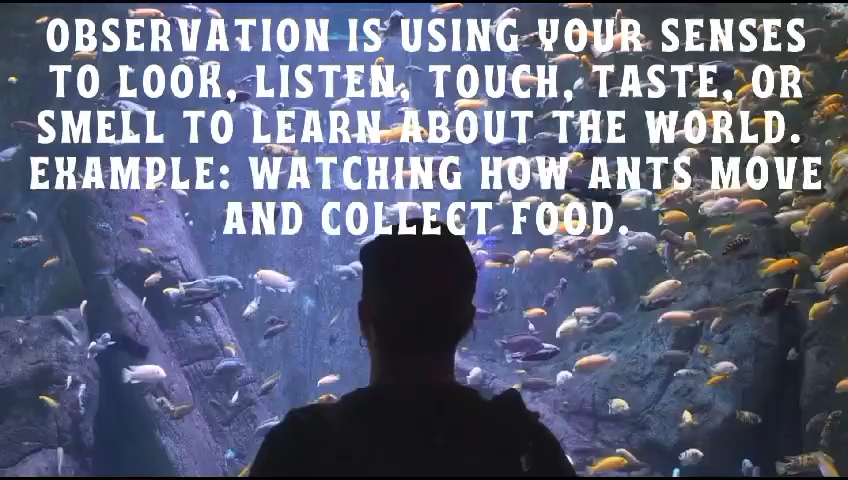 OBSERVATION IS USING YOUR SENSES
TO LOOK, LISTEN, TOUCH, TASTE, OR
SMELL TO LEARN ABOUT THE WORLD.
EXAMPLE: WATCHING HOW ANTS MOVE
AND COLLECT FOOD.